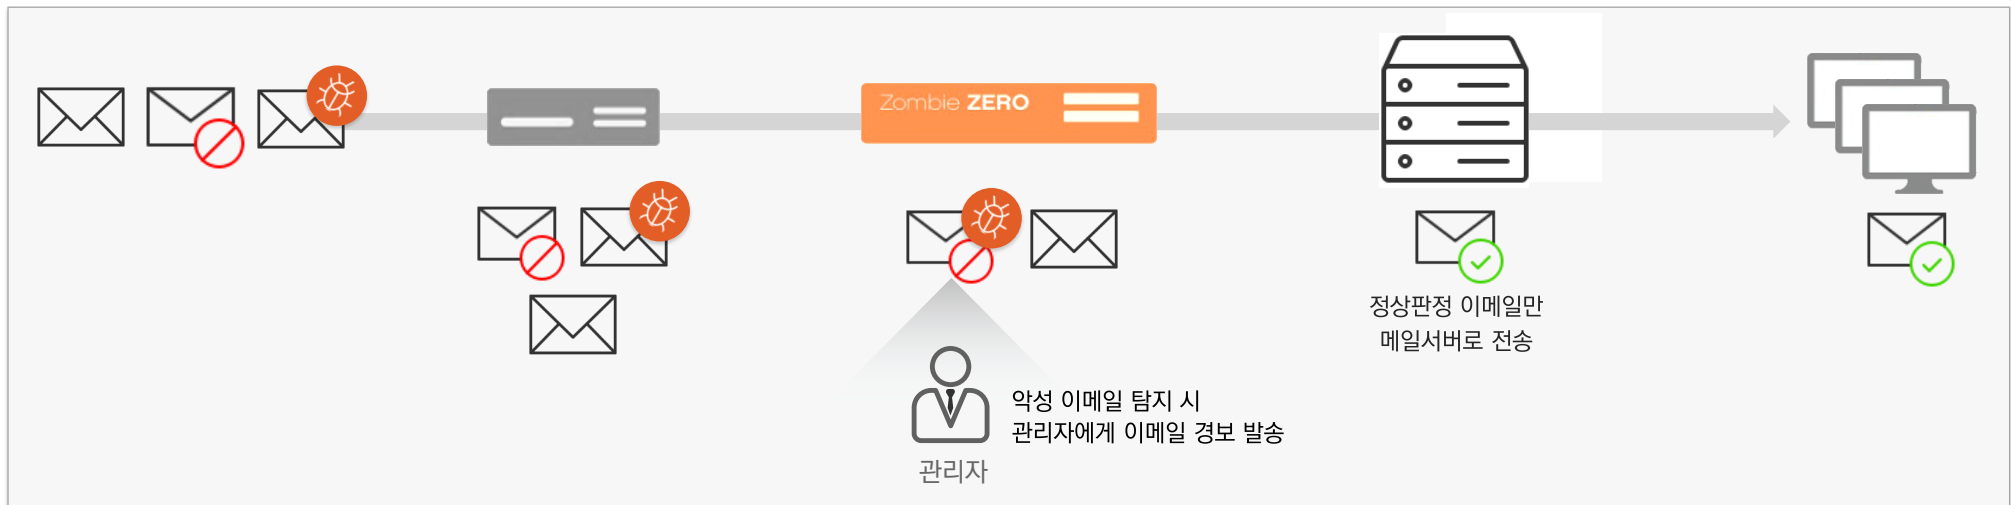 Zombie ZERO
정상판정 이메일만
메일서버로 전송
악성 이메일 탐지 시
관리자에게 이메일 경보 발송
관리자